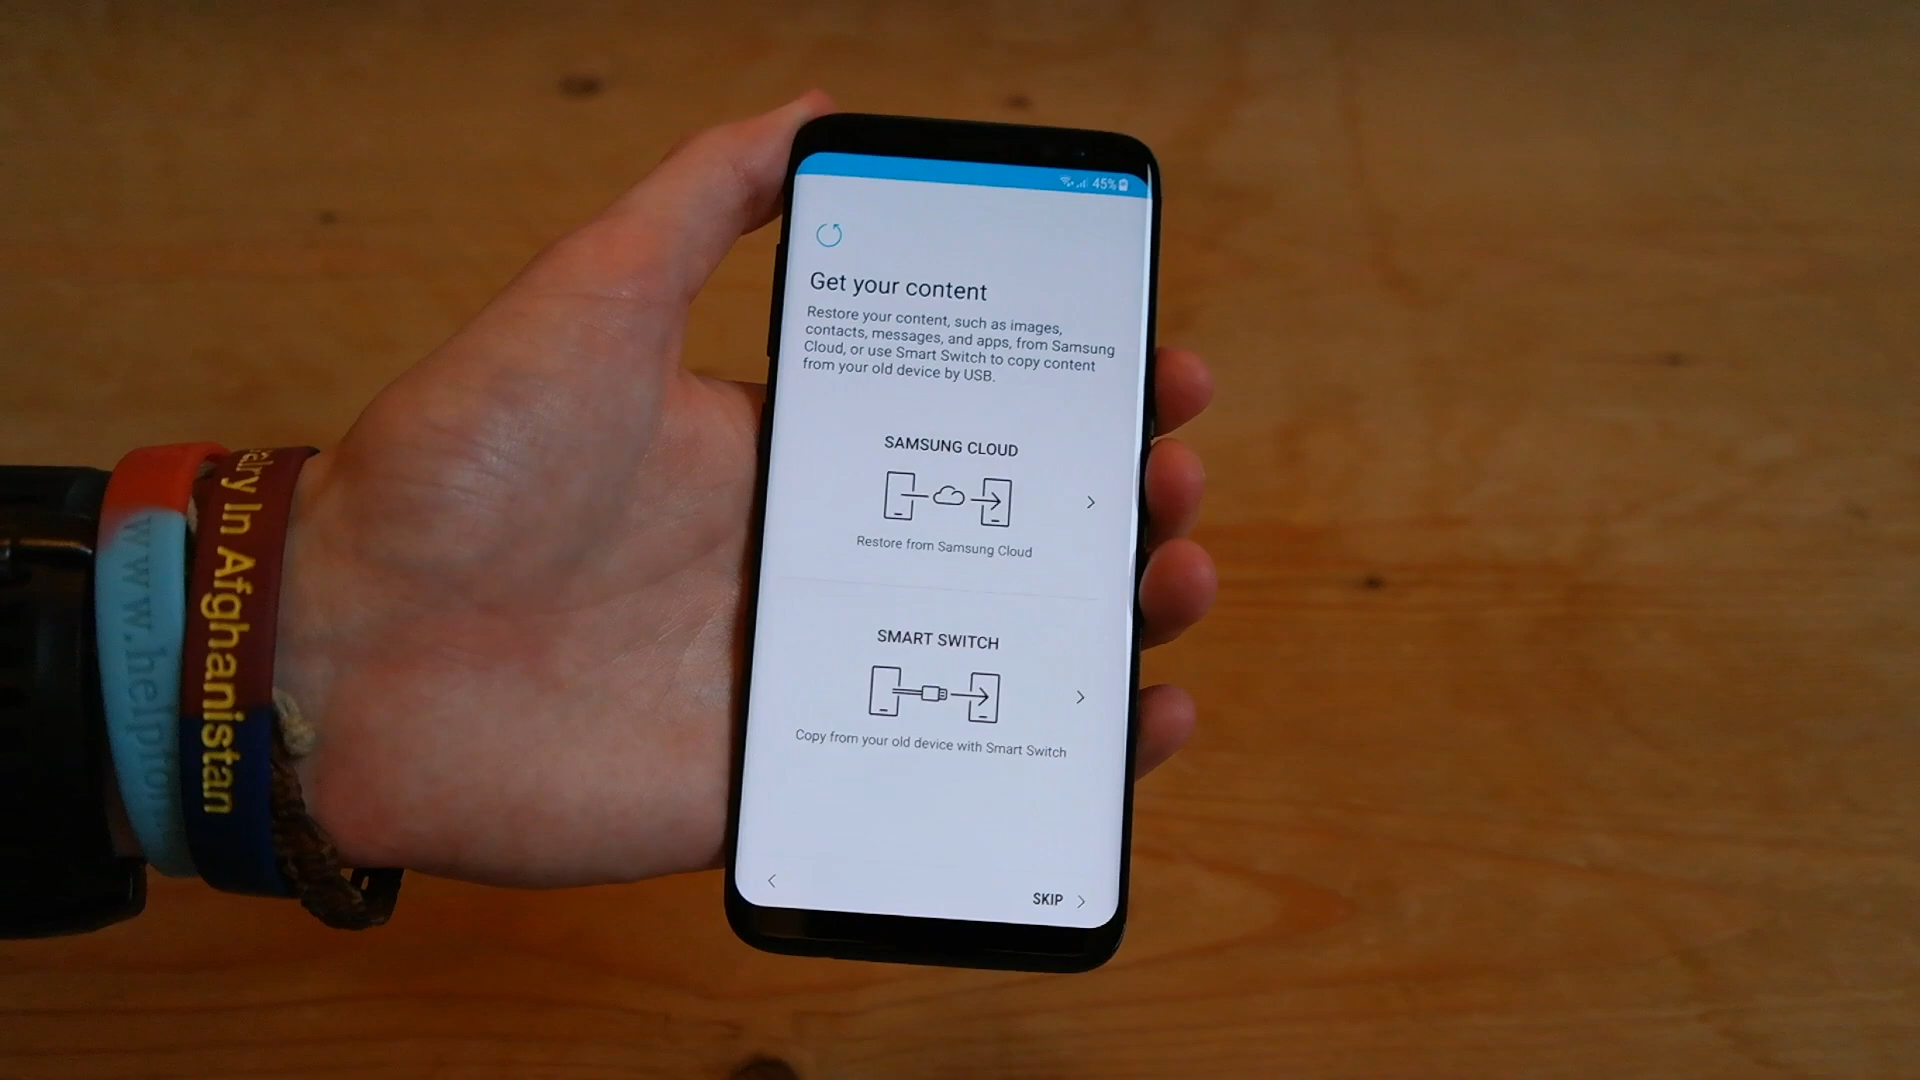 45%
Get your content
Restore your content, such as images,
contacts, messages, and apps, from Samsung
Cloud, or use Smart Switch to copy content
from your old device by USB.
SAMSUNG CLOUD
Restore from Samsung Cloud
SMART SWITCH
Copy from your old device with Smart Switch
SKIP
In Afghanistan